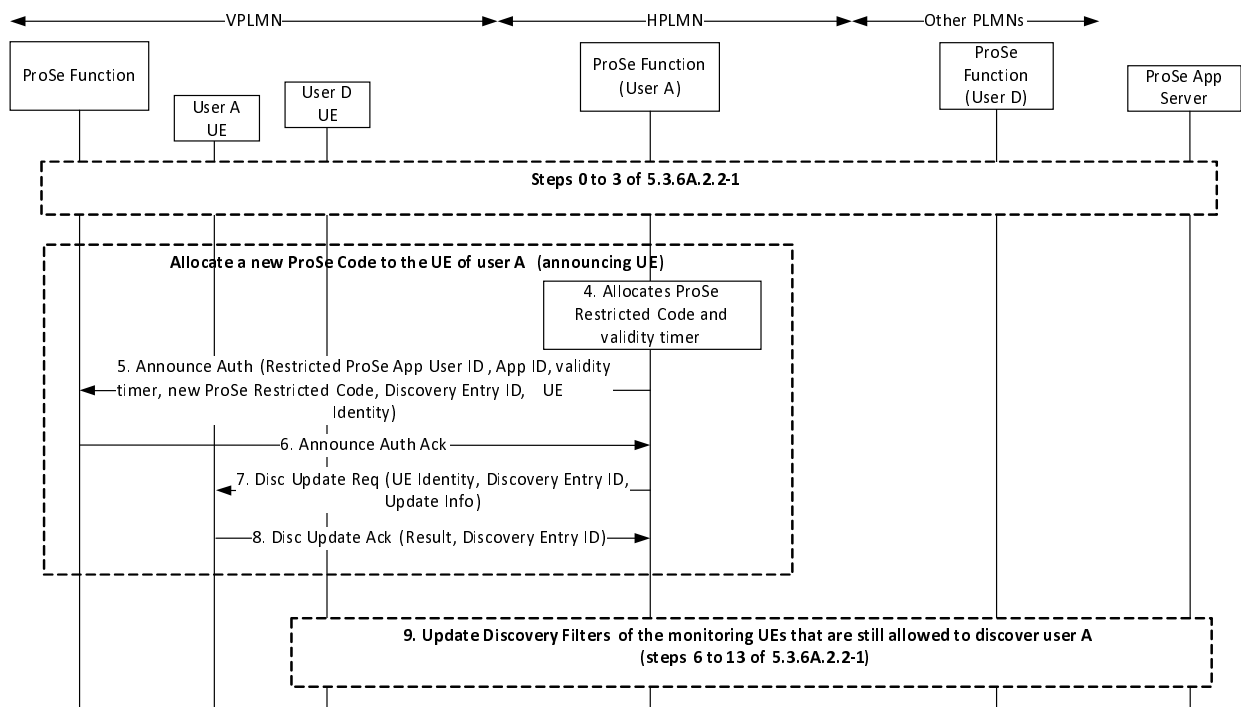 VPLMN
HPLMN
Other PLMNs
ProSe Function
User A
UE
User D
UE
ProSe Function
(User A)
ProSe
Function
(User D)
ProSe App
Server
Steps 0 to 3 of 5.3.6A.2.2-1
Allocate a new ProSe Code to the UE of user A (announcing UE)
4. Allocates ProSe
Restricted Code and
validity timer
5. Announce Auth (Restricted ProSe App User ID , App ID, validity
timer, new ProSe Restricted Code, Discovery Entry ID, UE
Identity)
6. Announce Auth Ack
7. Disc Update Req (UE Identity, Discovery Entry ID,
Update Info)
8. Disc Update Ack (Result, Discovery Entry ID)
9. Update Discovery Filters of the monitoring UEs that are still allowed to discover user A
(steps 6 to 13 of 5.3.6A.2.2-1)